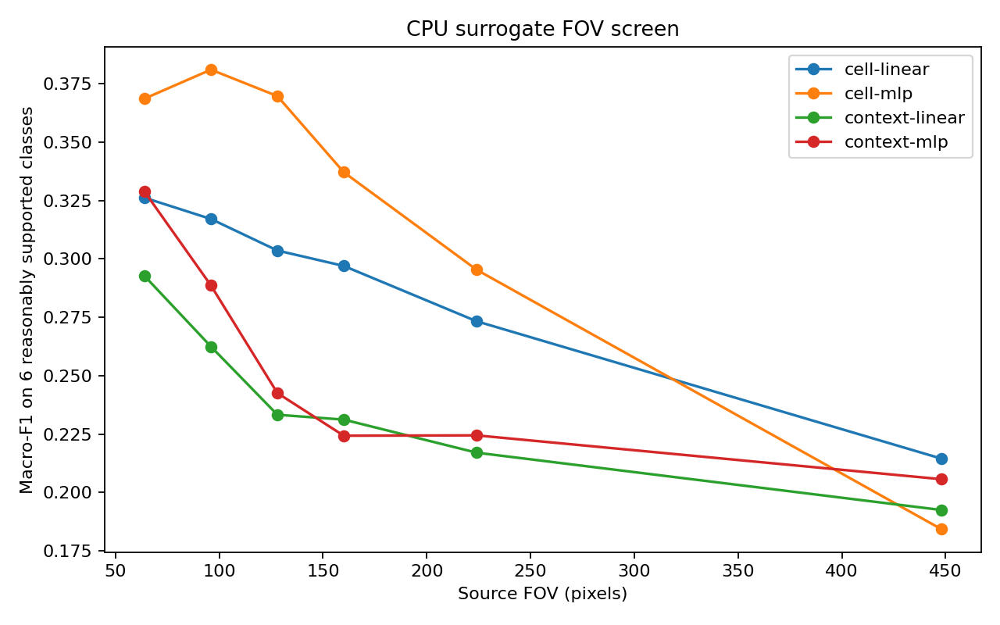 CPU surrogate FOV screen
cell-linear
cell-mlp
context-linear
context-mlp
Macro-F1 on 6 reasonably supported classes
0.375
0.350
0.325
0.300
0.275
0.250
0.225
0.200
0.175
50
100
150
200
250
300
350
400
450
Source FOV (pixels)